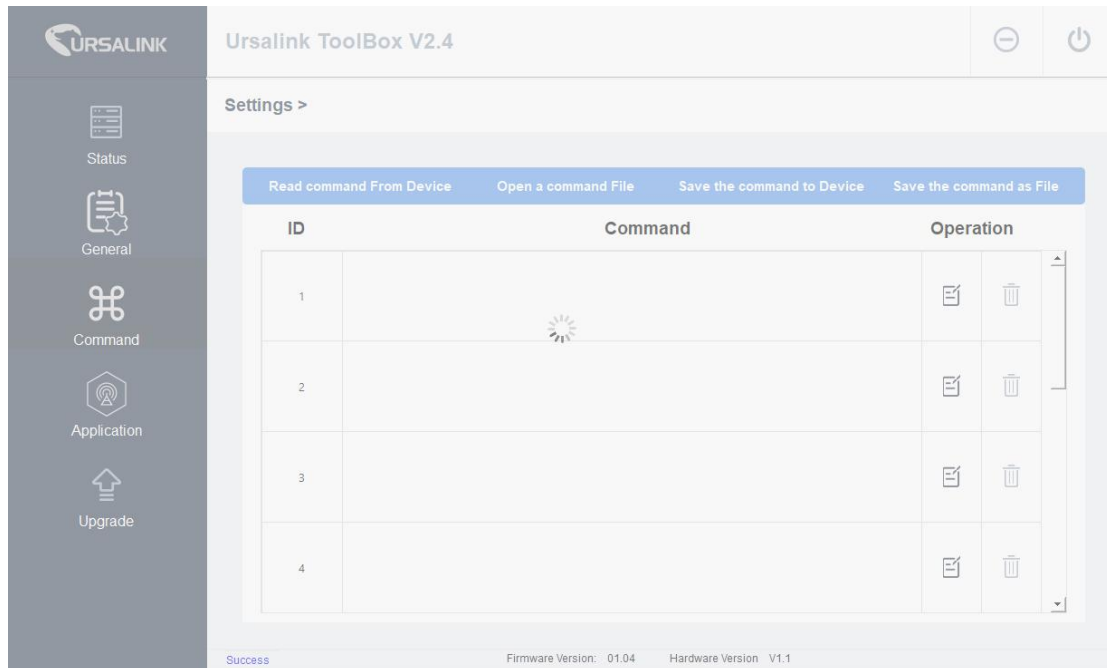 URSALINK
Ursalink ToolBox V2.4
Settings >
Status
General
Command
Application
Upgrade
Read command From Device Open a command File Save the command to Device Save the command as File
ID Command Operation
1
2
3
4
Success Firmware Version: 01.04 Hardware Version V1.1